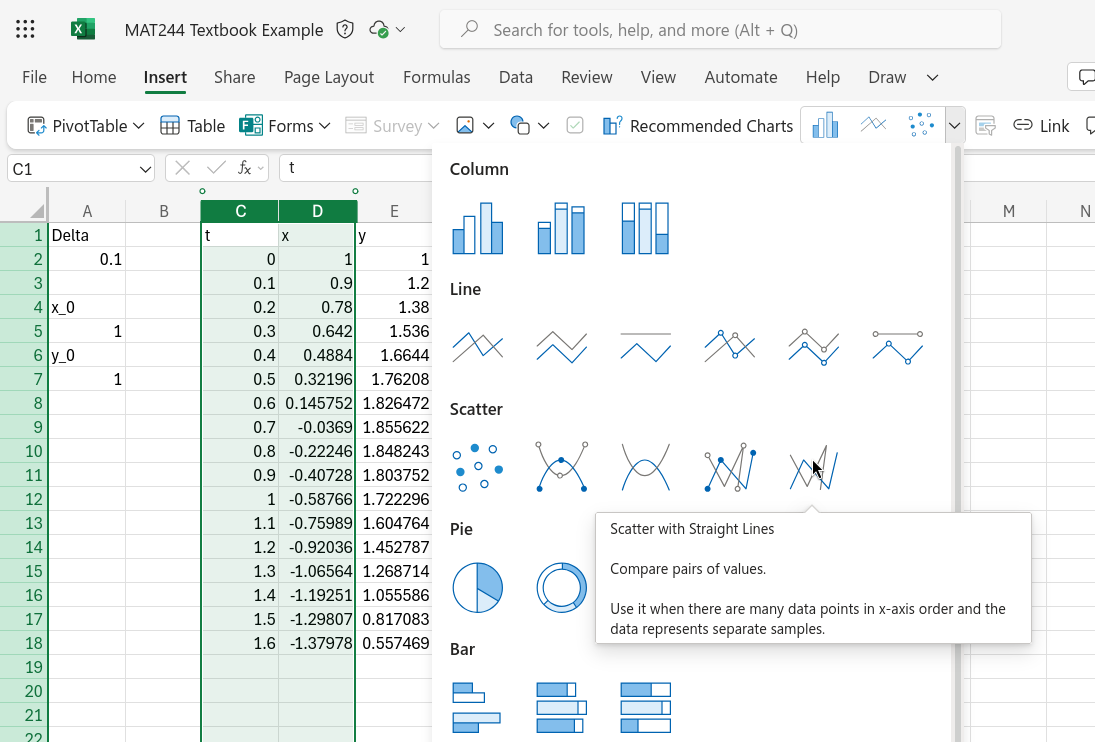 MAT244 Textbook Example
Search for tools, help, and more (Alt + Q)
File Home Insert Share Page Layout Formulas Data Review View Automate Help Draw
PivotTable Table Forms Survey Recommended Charts Link
C1 fx t
A B C D E M N
1 Delta t x y
2 0.1 0 1 1
3 0.1 0.9 1.2
4 x_0 0.2 0.78 1.38
5 1 0.3 0.642 1.536
6 y_0 0.4 0.4884 1.6644
7 1 0.5 0.32196 1.76208
8 0.6 0.145752 1.826472
9 0.7 -0.0369 1.855622
10 0.8 -0.22246 1.848243
11 0.9 -0.40728 1.803752
12 1 -0.58766 1.722296
13 1.1 -0.75989 1.604764
14 1.2 -0.92036 1.452787
15 1.3 -1.06564 1.268714
16 1.4 -1.19251 1.055586
17 1.5 -1.29807 0.817083
18 1.6 -1.37978 0.557469
19
20
21
22
Column
Line
Scatter
Pie
Bar
Scatter with Straight Lines
Compare pairs of values.
Use it when there are many data points in x-axis order and the
data represents separate samples.